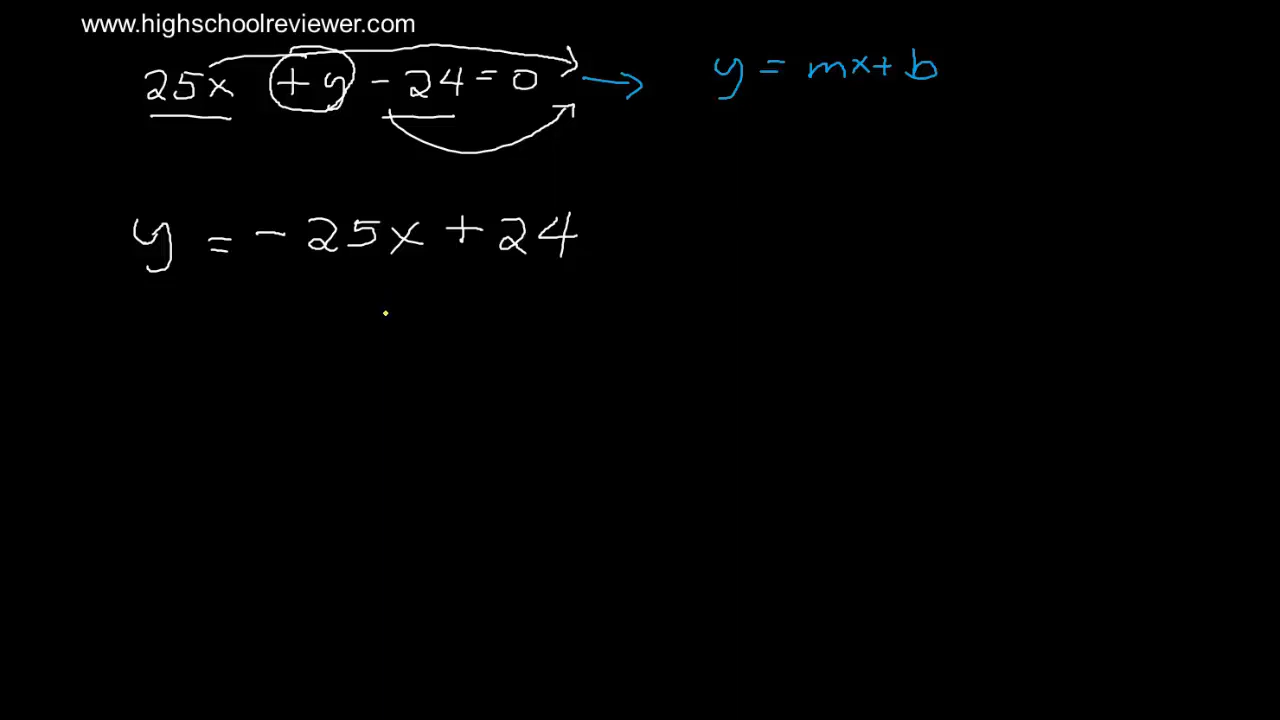 www.highschoolreviewer.com
25x + y - 24 = 0 → y = mx + b
y = - 25x + 24